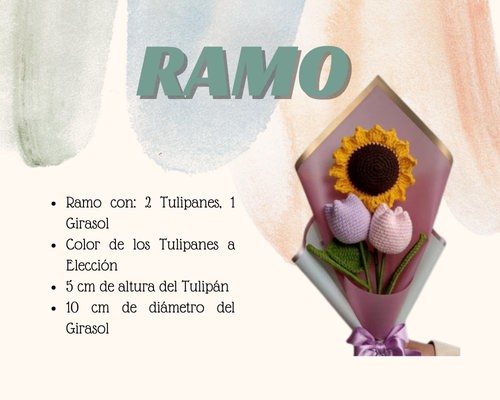 RAMO
• Ramo con: 2 Tulipanes, 1
Girasol
• Color de los Tulipanes a
Elección
• 5 cm de altura del Tulipán
• 10 cm de diámetro del
Girasol